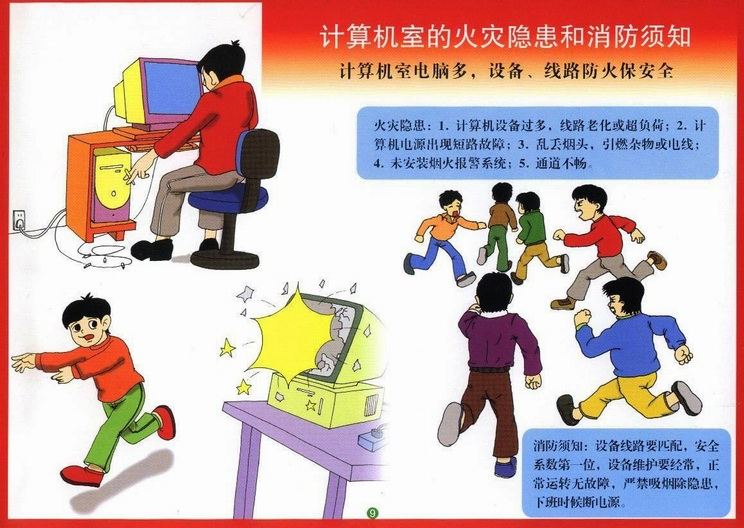 计算机室的火灾隐患和消防须知
计算机室电脑多，设备、线路防火保安全
火灾隐患：1. 计算机设备过多，线路老化或超负荷；2. 计
算机电源出现短路故障；3. 乱丢烟头，引燃杂物或电线；
4. 未安装烟火报警系统；5. 通道不畅。
消防须知：设备线路要匹配，安全
系数第一位，设备维护要经常，正
常运转无故障，严禁吸烟除隐患，
下班时候断电源。
9